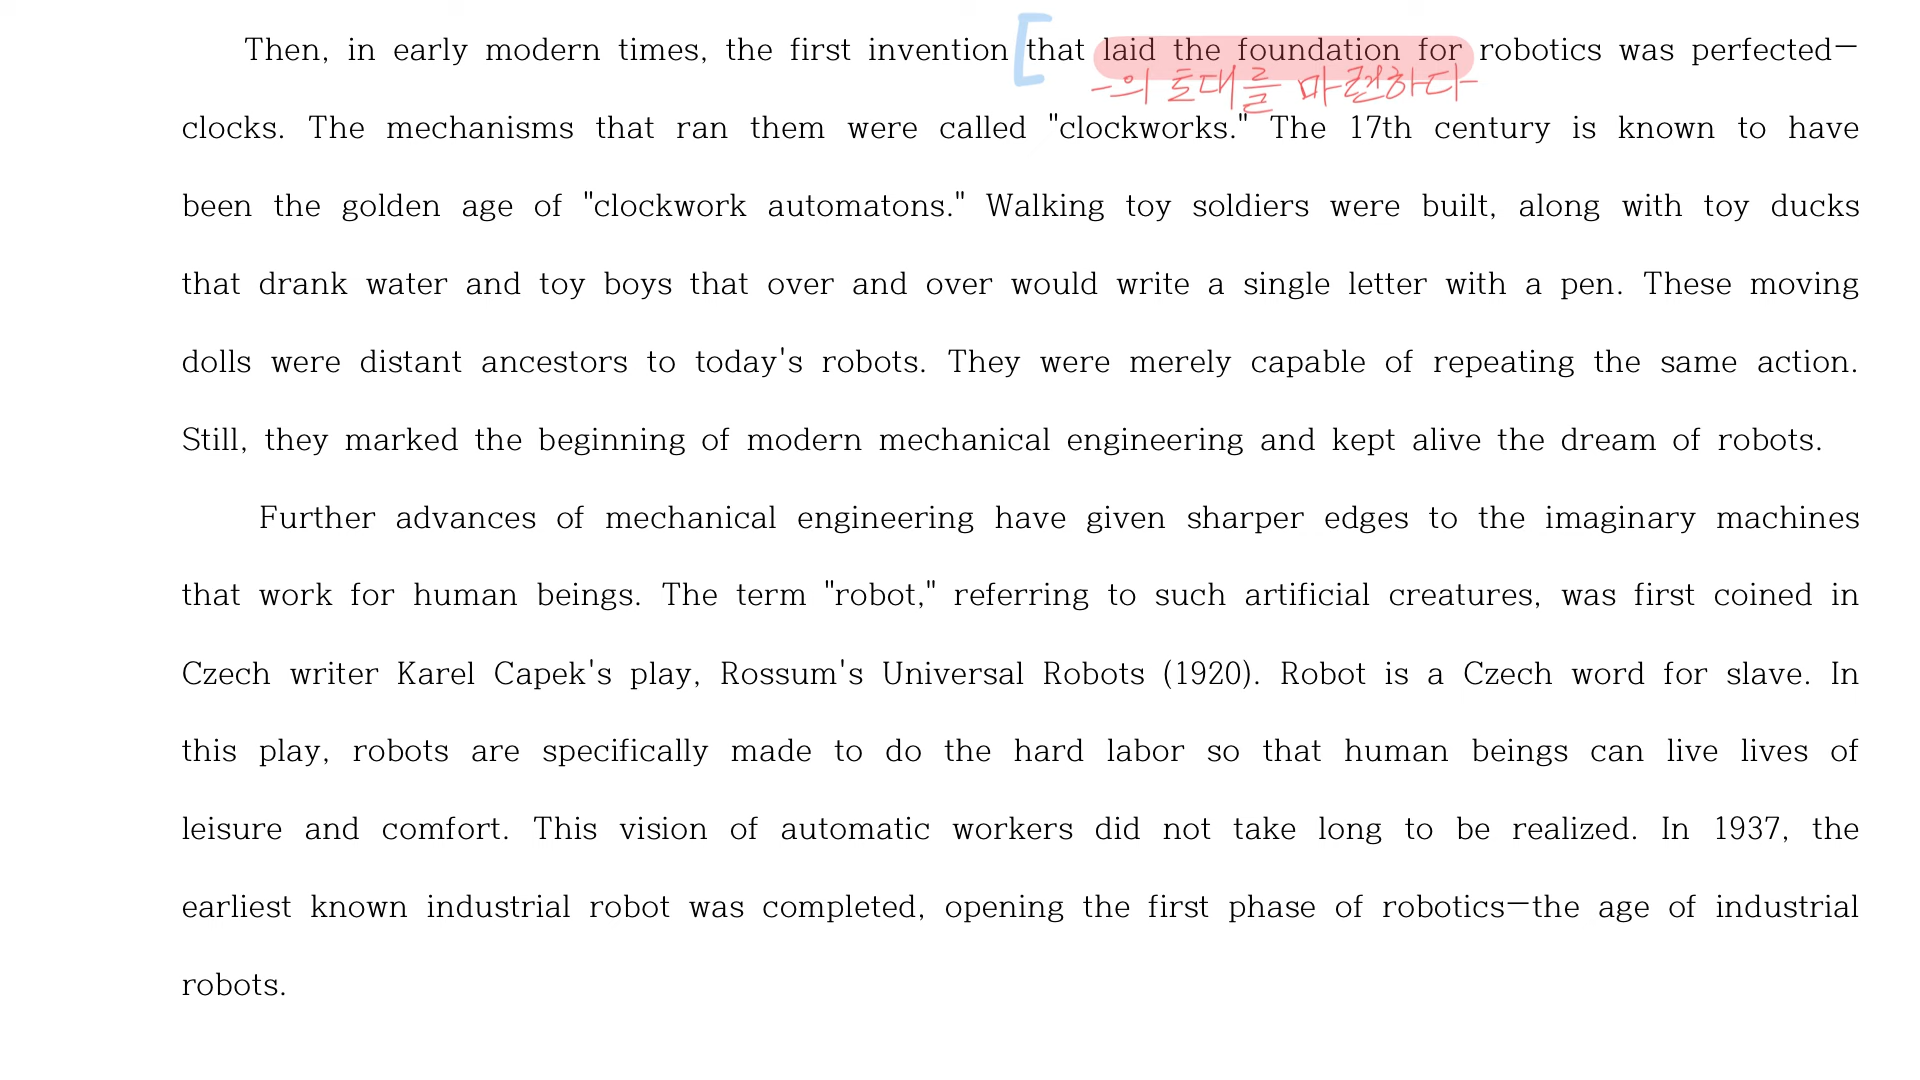 Then, in early modern times, the first invention that laid the foundation for robotics was perfected—
-의 토대를 마련하다-
clocks. The mechanisms that ran them were called "clockworks." The 17th century is known to have
been the golden age of "clockwork automatons." Walking toy soldiers were built, along with toy ducks
that drank water and toy boys that over and over would write a single letter with a pen. These moving
dolls were distant ancestors to today's robots. They were merely capable of repeating the same action.
Still, they marked the beginning of modern mechanical engineering and kept alive the dream of robots.
Further advances of mechanical engineering have given sharper edges to the imaginary machines
that work for human beings. The term "robot," referring to such artificial creatures, was first coined in
Czech writer Karel Capek's play, Rossum's Universal Robots (1920). Robot is a Czech word for slave. In
this play, robots are specifically made to do the hard labor so that human beings can live lives of
leisure and comfort. This vision of automatic workers did not take long to be realized. In 1937, the
earliest known industrial robot was completed, opening the first phase of robotics—the age of industrial
robots.